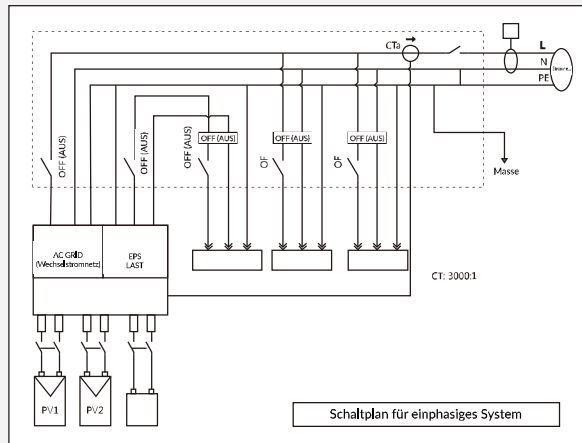 CTa
L
N
PE
OFF (AUS)
OFF (AUS)
OFF (AUS)
OFF (AUS)
OF
OFF (AUS)
OF
OFF (AUS)
Masse
AC GRID
(Wechselstromnetz)
EPS
LAST
CT: 3000:1
PV1
PV2
Schaltplan für einphasiges System